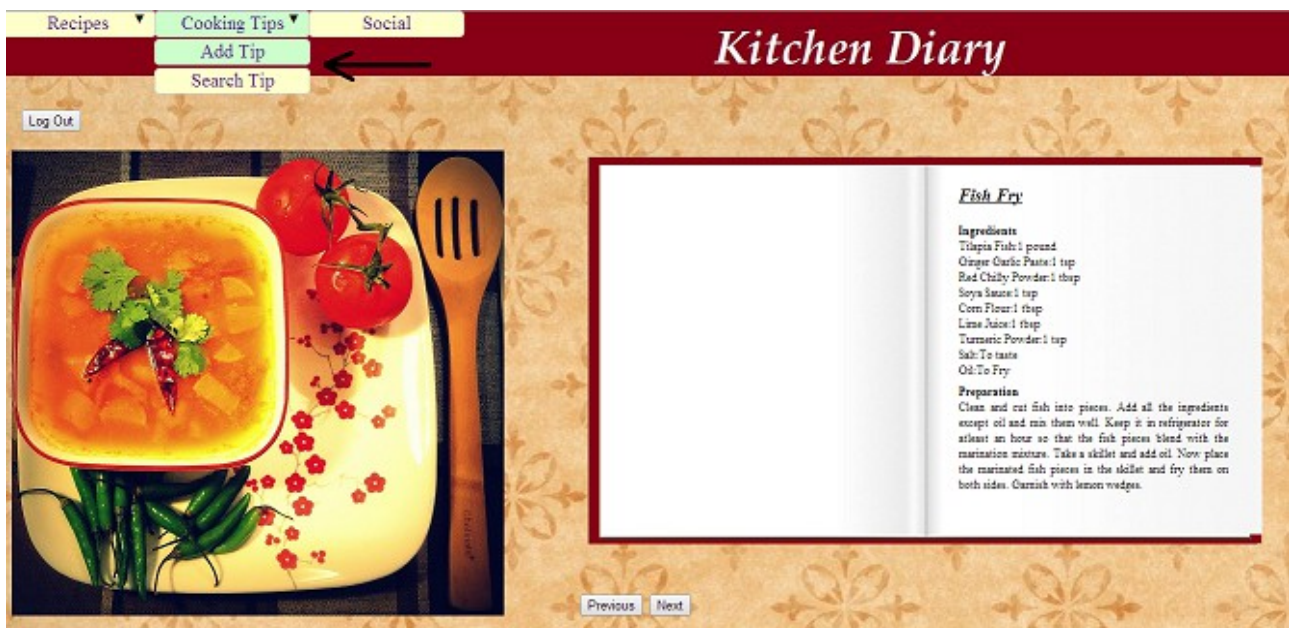 Recipes
Cooking Tips
Social
Add Tip
Search Tip
Kitchen Diary
Log Out
Fish Fry
Ingredients
Tilapia Fish:1 pound
Ginger Garlic Paste:1 tsp
Red Chilly Powder:1 tbsp
Soya Sauce:1 tsp
Corn Flour:1 tbsp
Lime Juice:1 tbsp
Turmeric Powder:1 tsp
Salt:To taste
Oil:To Fry
Preparation
Clean and cut fish into pieces. Add all the ingredients
except oil and mix them well. Keep it in refrigerator for
atleast an hour so that the fish pieces blend with the
marination mixture. Take a skillet and add oil. Now place
the marinated fish pieces in the skillet and fry them on
both sides. Garnish with lemon wedges.
Previous
Next